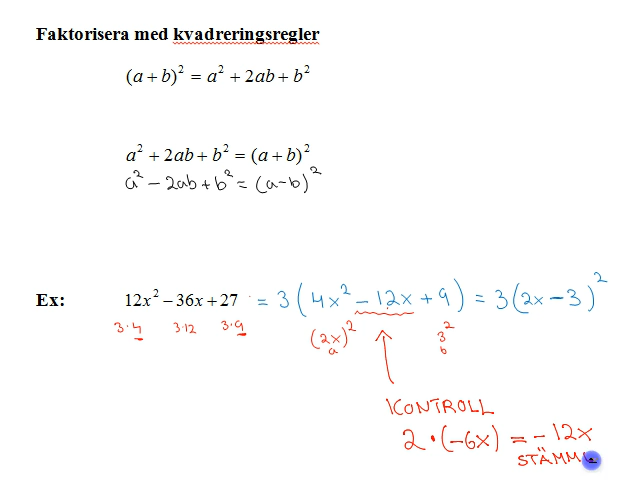 Faktorisera med kvadreringsregler
(a + b)² = a² + 2ab + b²
a² + 2ab + b² = (a + b)²
a² − 2ab + b² = (a−b)²
Ex: 12x² − 36x + 27 = 3(4x² − 12x + 9) = 3(2x − 3)²
3·4 3·12 3·9 (2x)² 3²
a b
KONTROLL
2·(−6x) = −12x